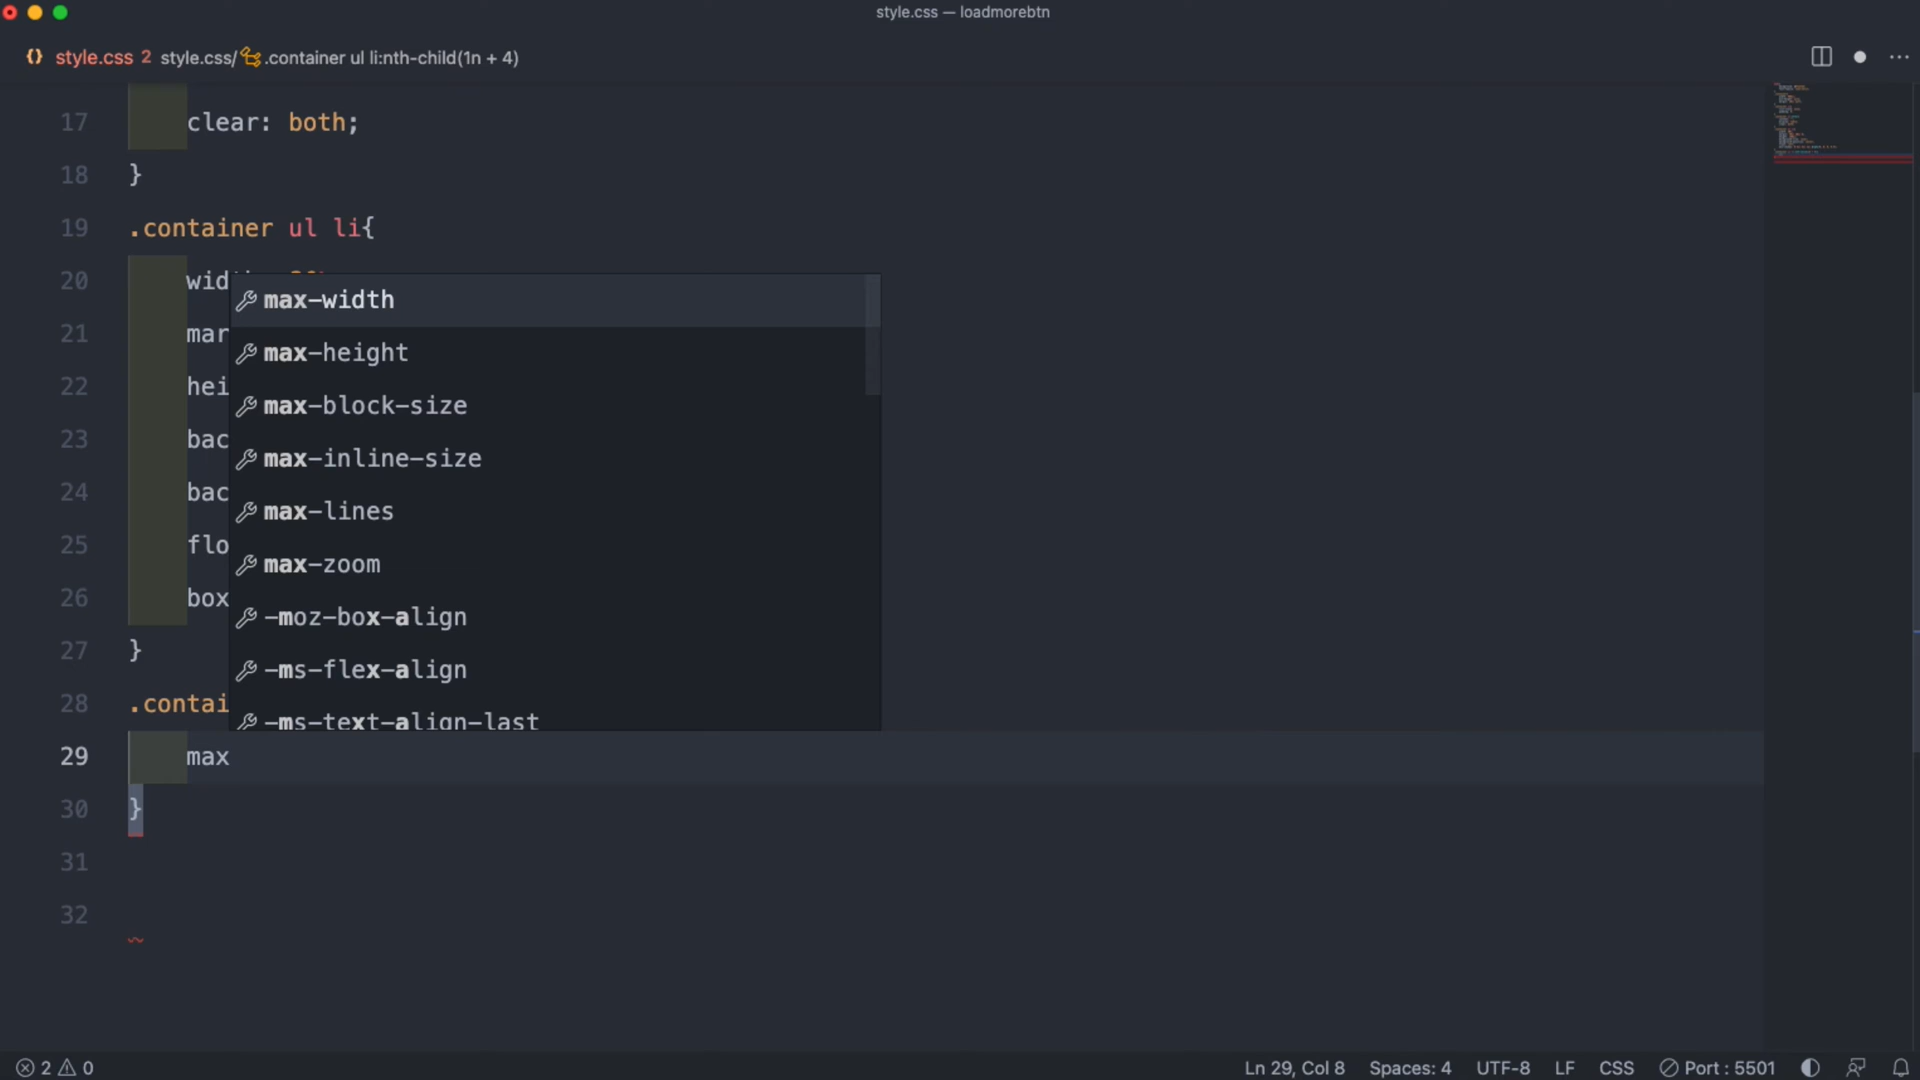 style.css — loadmorebtn
{} style.css 2 style.css/ .container ul li:nth-child(1n + 4) ...
17 clear: both;
18 }
19 .container ul li{
20 wid
21 mar
22 hei
23 bac
24 bac
25 flo
26 box
27 }
28 .contai
29 max
30 }
31
32
max-width
max-height
max-block-size
max-inline-size
max-lines
max-zoom
-moz-box-align
-ms-flex-align
-ms-text-align-last
2 0 Ln 29, Col 8 Spaces: 4 UTF-8 LF CSS Port : 5501